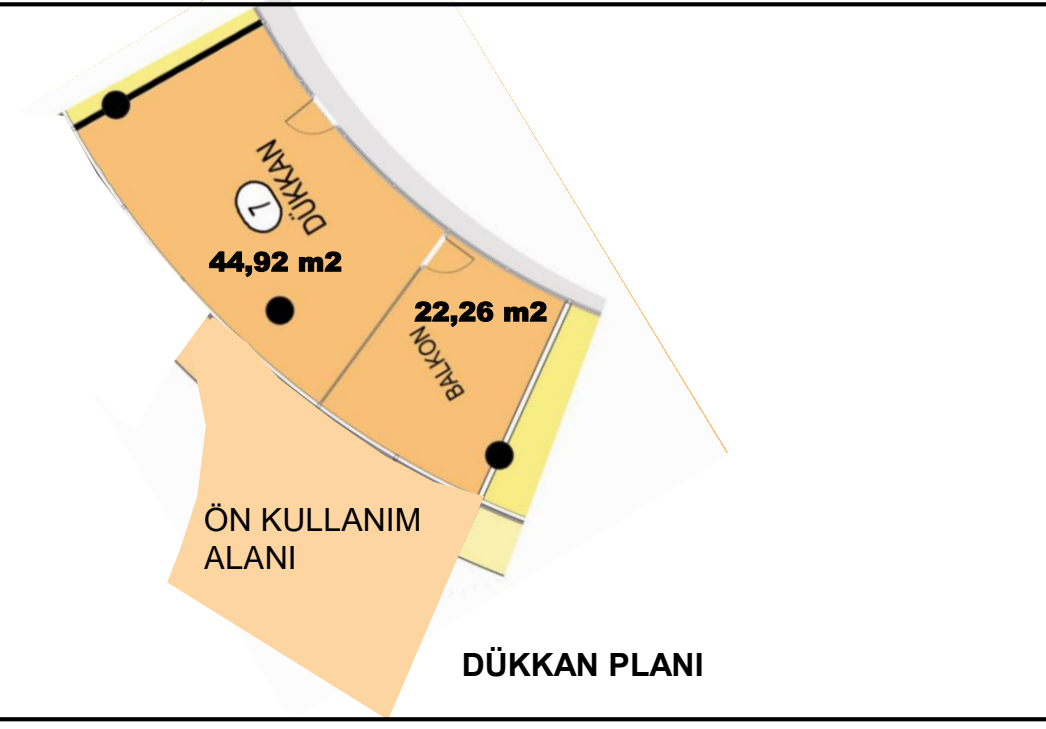 DÜKKAN
7
44,92 m2
22,26 m2
BALKON
ÖN KULLANIM
ALANI
DÜKKAN PLANI